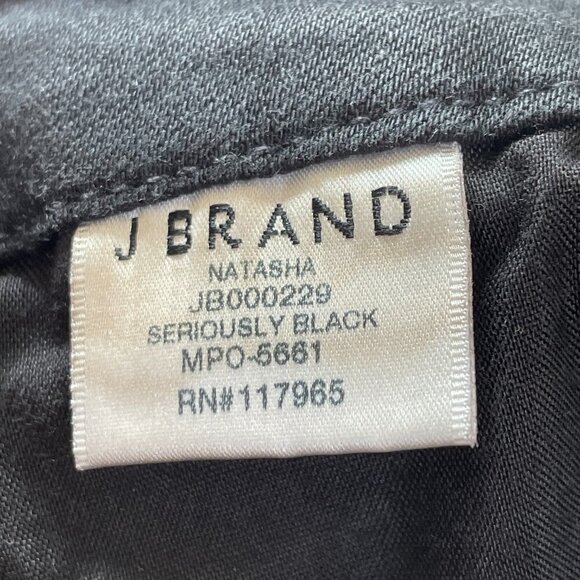 J BRAND
NATASHA
JB000229
SERIOUSLY BLACK
MPO-5661
RN#117965